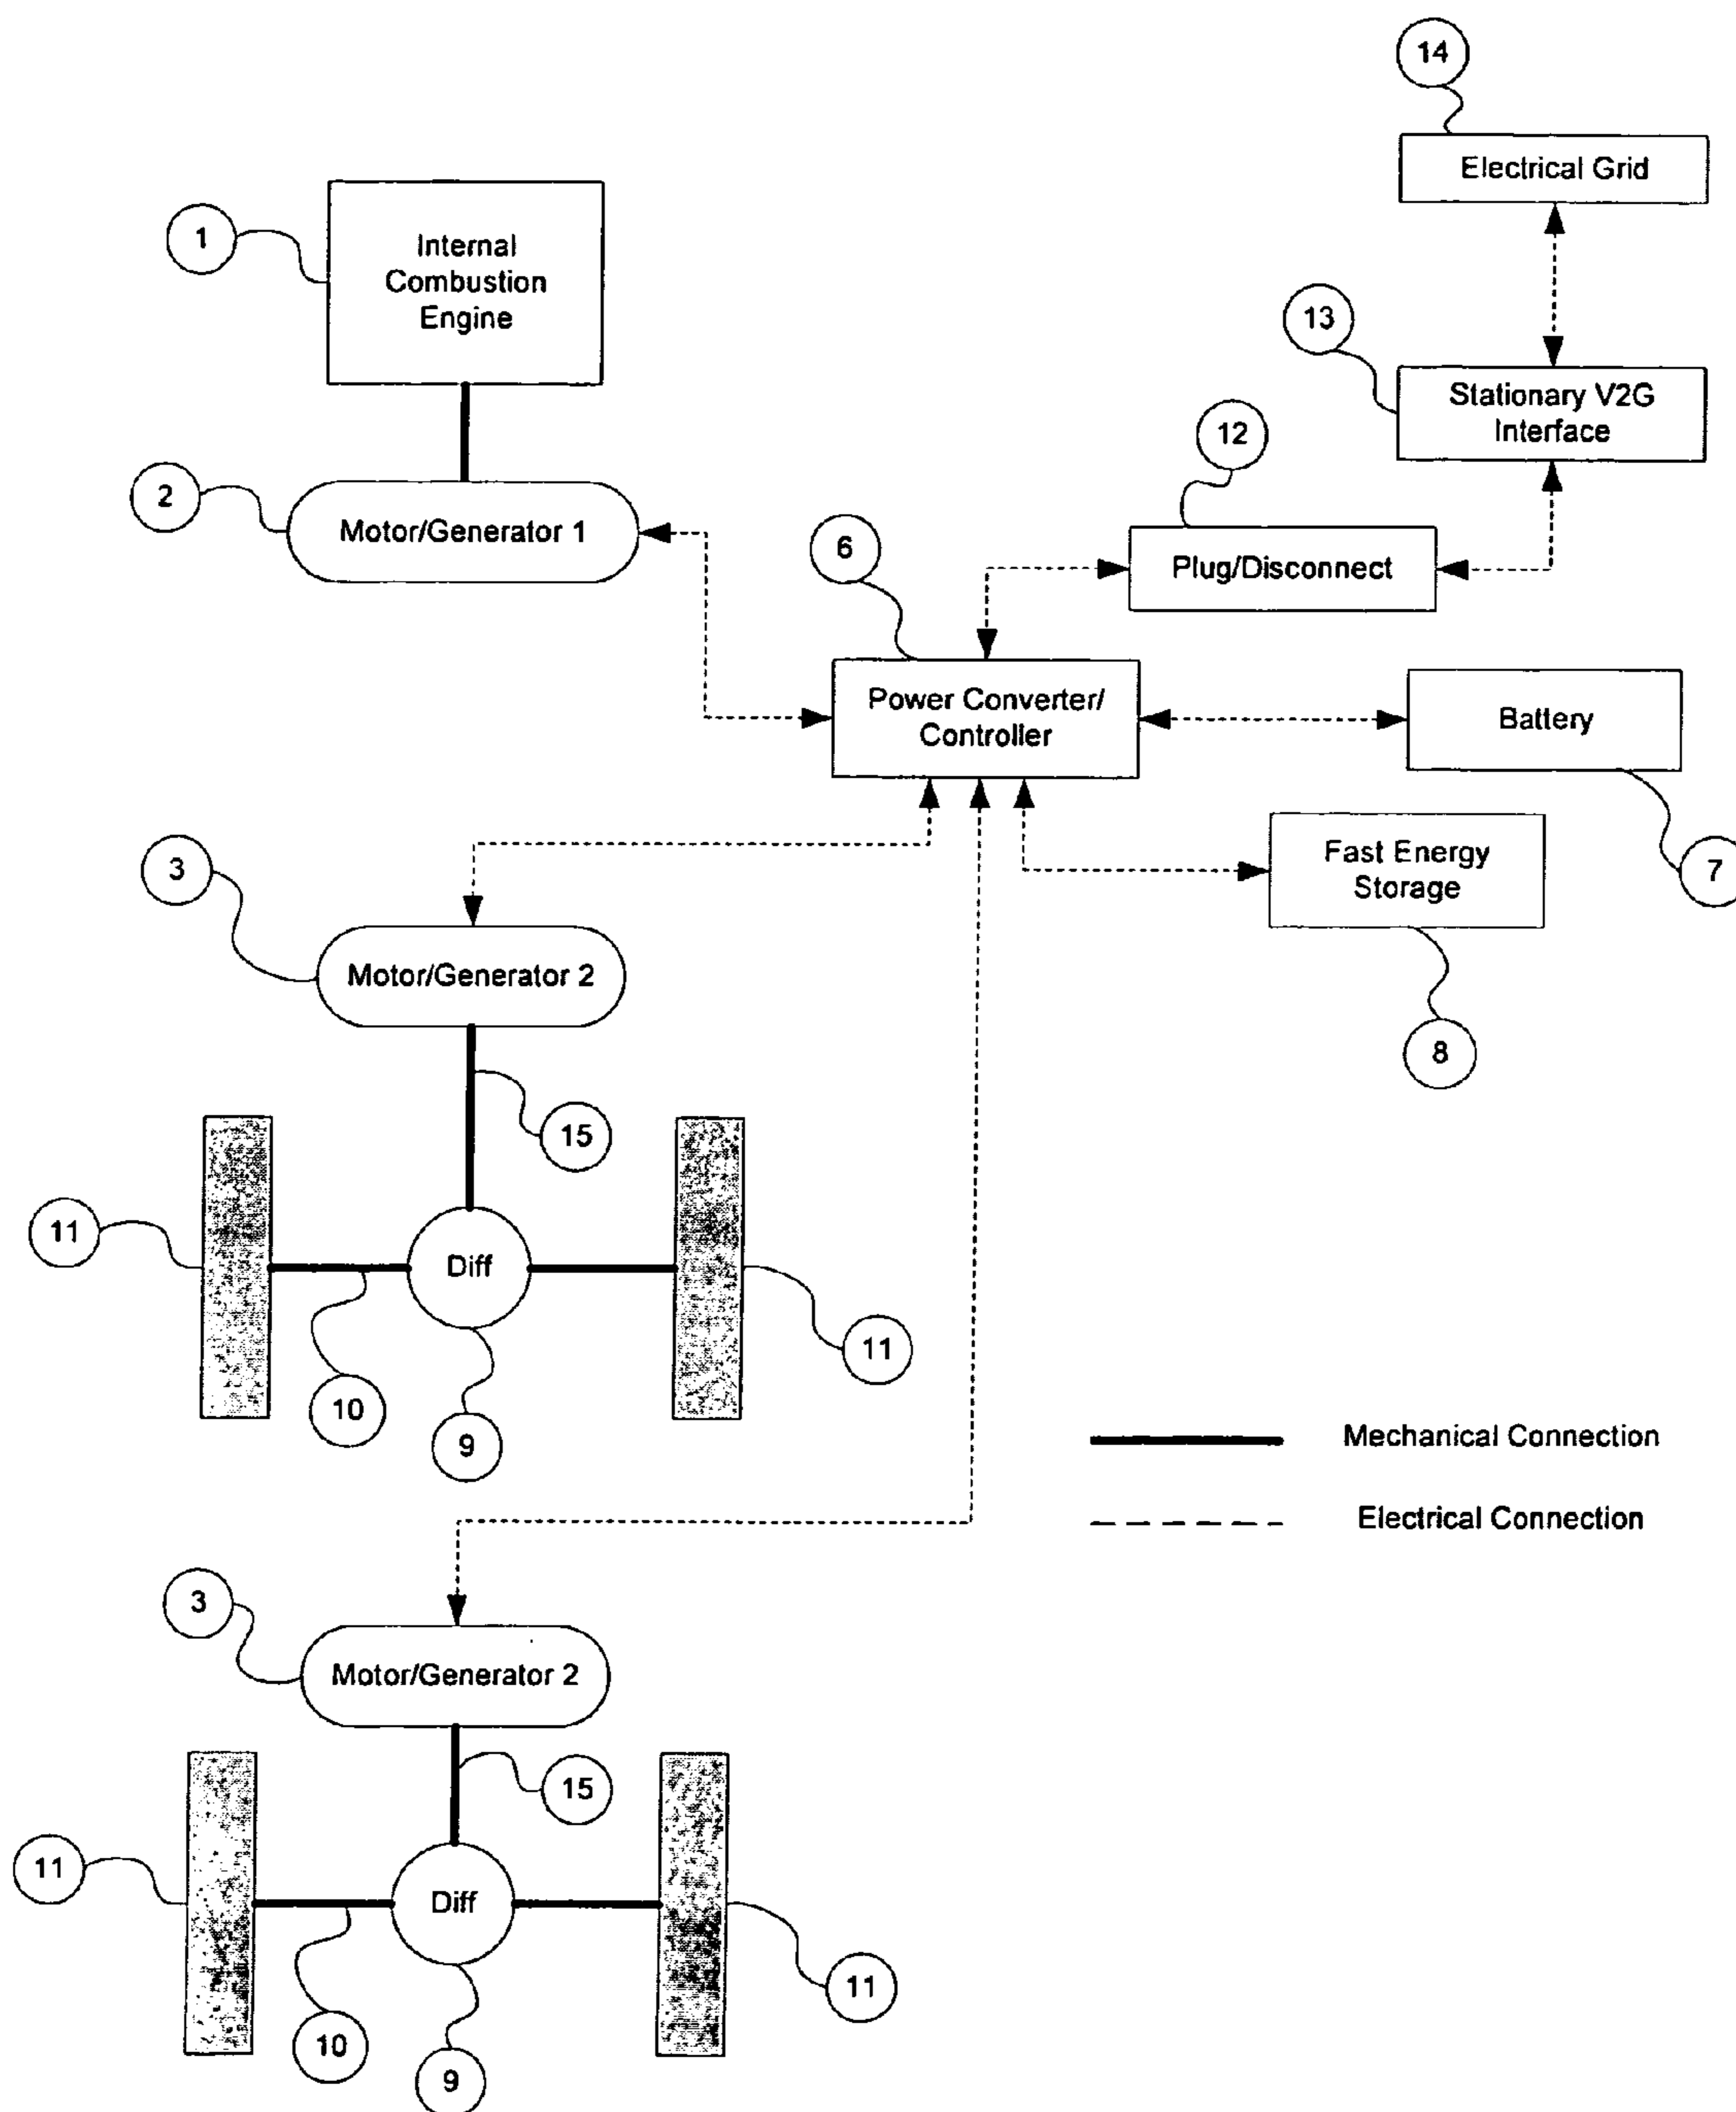 14
Electrical Grid
1
Internal
Combustion
Engine
13
Stationary V2G
Interface
12
2
Motor/Generator 1
6
Plug/Disconnect
Power Converter/
Controller
Battery
3
Fast Energy
Storage
7
Motor/Generator 2
8
15
11
Diff
11
10
9
Mechanical Connection
Electrical Connection
3
Motor/Generator 2
15
11
Diff
11
10
9